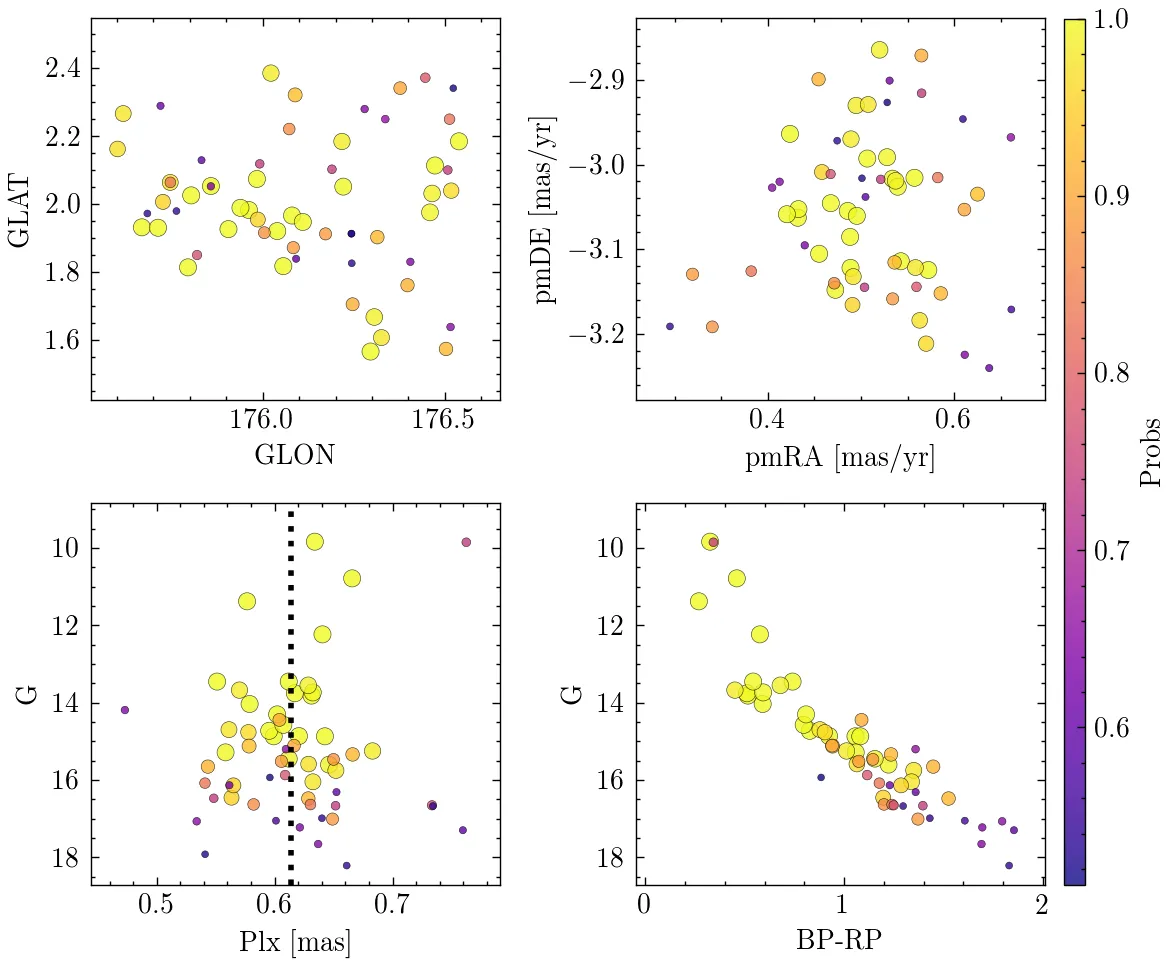 2.4
2.2
2.0
1.8
1.6
GLAT
176.0 176.5
GLON
−2.9
−3.0
−3.1
−3.2
pmDE [mas/yr]
0.4 0.6
pmRA [mas/yr]
1.0
0.9
0.8
0.7
0.6
Probs
10
12
14
16
18
G
0.5 0.6 0.7
Plx [mas]
10
12
14
16
18
G
0 1 2
BP-RP